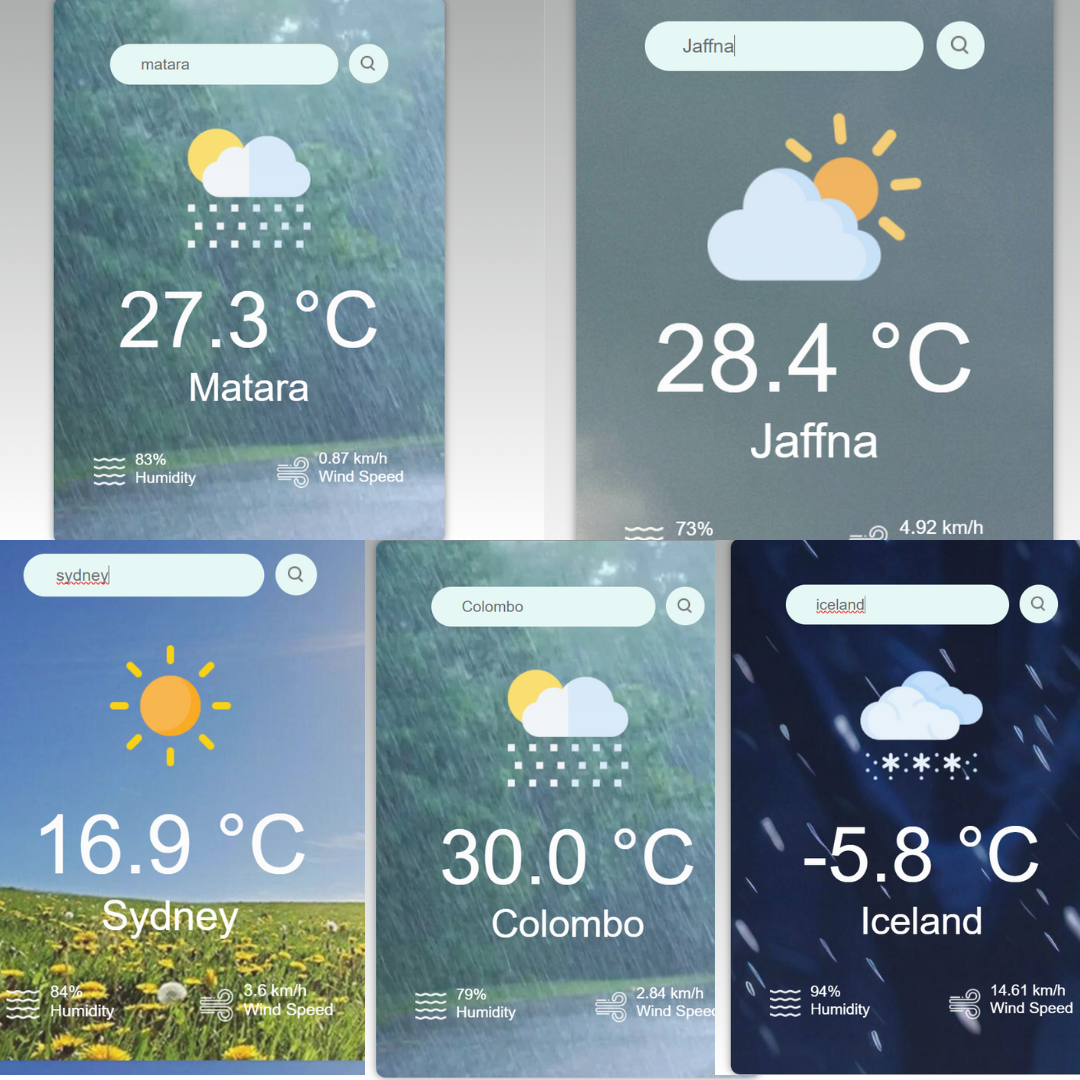 matara
27.3 °C
Matara
83%
Humidity
0.87 km/h
Wind Speed
Jaffna
28.4 °C
Jaffna
73%
4.92 km/h
sydney
16.9 °C
Sydney
84%
Humidity
3.6 km/h
Wind Speed
Colombo
30.0 °C
Colombo
79%
Humidity
2.84 km/h
Wind Speed
iceland
-5.8 °C
Iceland
94%
Humidity
14.61 km/h
Wind Speed